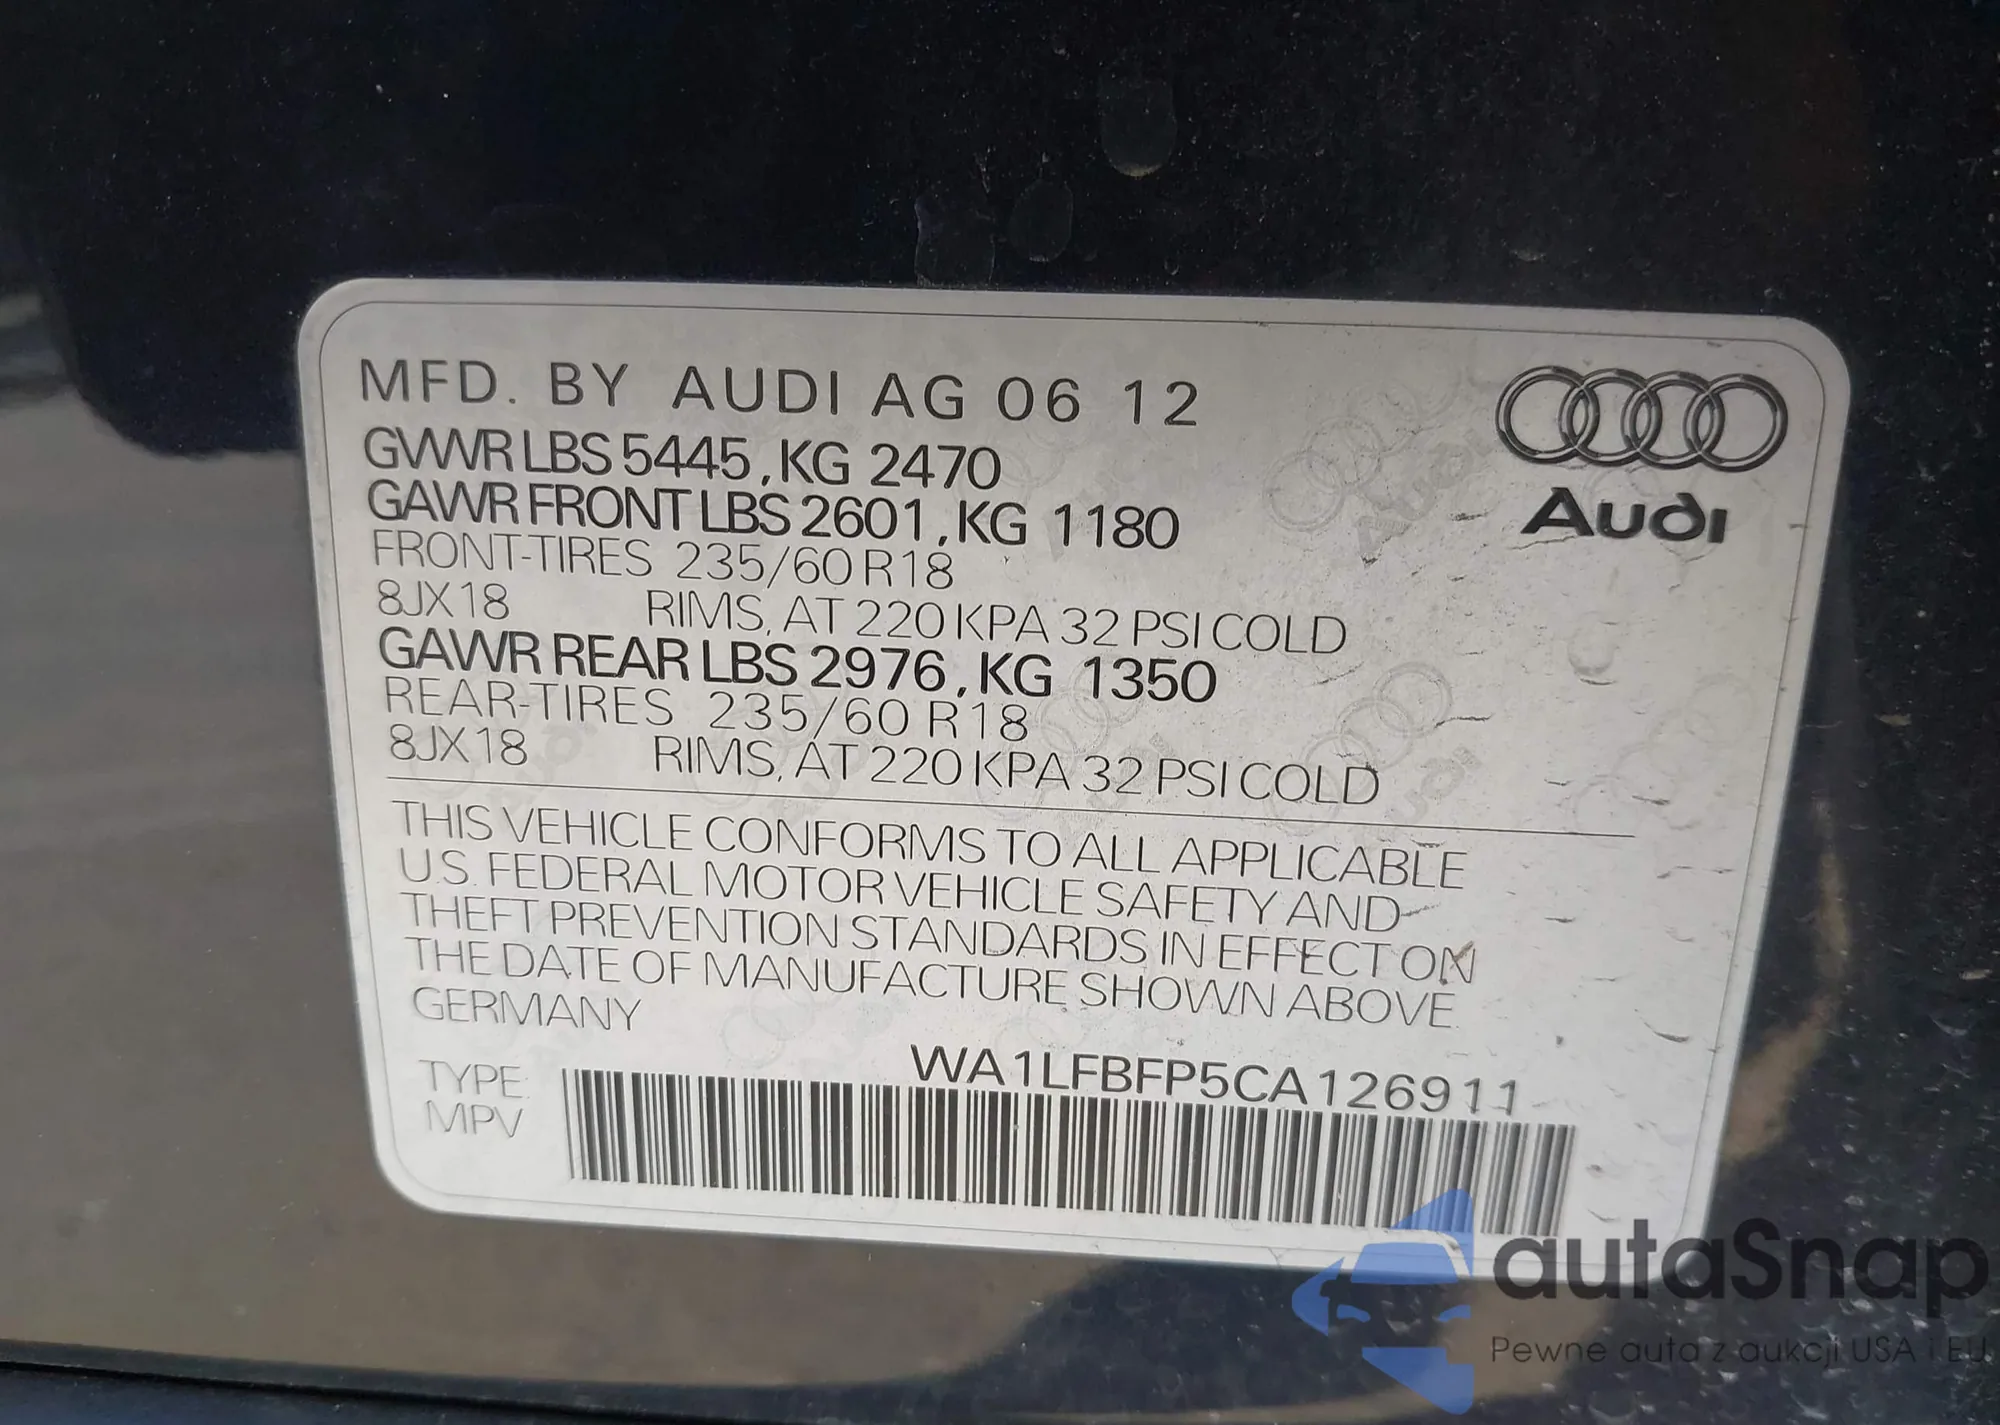 MFD. BY AUDI AG 06 12
GVWR LBS 5445, KG 2470
GAWR FRONT LBS 2601, KG 1180
FRONT-TIRES 235/60 R18
8JX18 RIMS, AT 220 KPA 32 PSI COLD
GAWR REAR LBS 2976, KG 1350
REAR-TIRES 235/60 R18
8JX18 RIMS, AT 220 KPA 32 PSI COLD
Audi
THIS VEHICLE CONFORMS TO ALL APPLICABLE
U.S. FEDERAL MOTOR VEHICLE SAFETY AND
THEFT PREVENTION STANDARDS IN EFFECT ON
THE DATE OF MANUFACTURE SHOWN ABOVE
GERMANY
WA1LFBFP5CA126911
TYPE:
MPV
autaSnap
Pewne auta z aukcji USA i EU